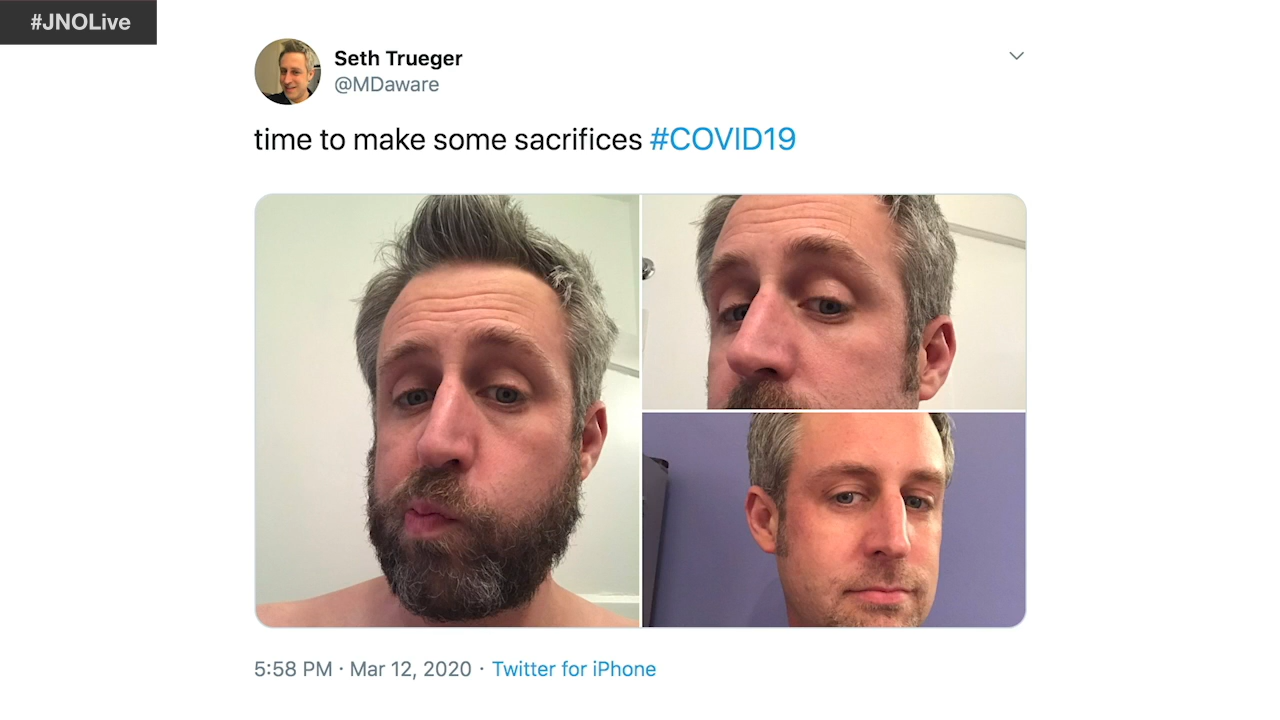 #JNOLive
Seth Trueger
@MDaware
time to make some sacrifices #COVID19
5:58 PM · Mar 12, 2020 · Twitter for iPhone